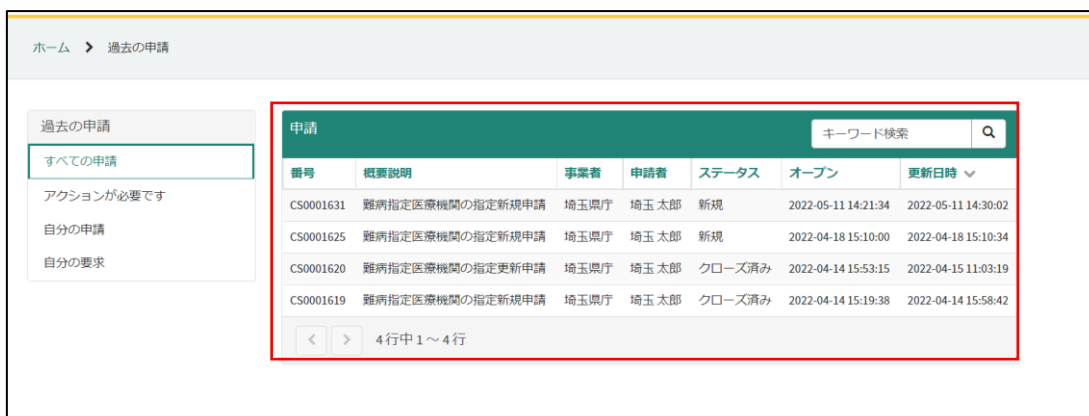 ホーム > 過去の申請
過去の申請
すべての申請
アクションが必要です
自分の申請
自分の要求
申請 キーワード検索
番号 概要説明 事業者 申請者 ステータス オープン 更新日時
CS0001631 難病指定医療機関の指定新規申請 埼玉県庁 埼玉 太郎 新規 2022-05-11 14:21:34 2022-05-11 14:30:02
CS0001625 難病指定医療機関の指定新規申請 埼玉県庁 埼玉 太郎 新規 2022-04-18 15:10:00 2022-04-18 15:10:34
CS0001620 難病指定医療機関の指定更新申請 埼玉県庁 埼玉 太郎 クローズ済み 2022-04-14 15:53:15 2022-04-15 11:03:19
CS0001619 難病指定医療機関の指定新規申請 埼玉県庁 埼玉 太郎 クローズ済み 2022-04-14 15:19:38 2022-04-14 15:58:42
< > 4行中1～4行